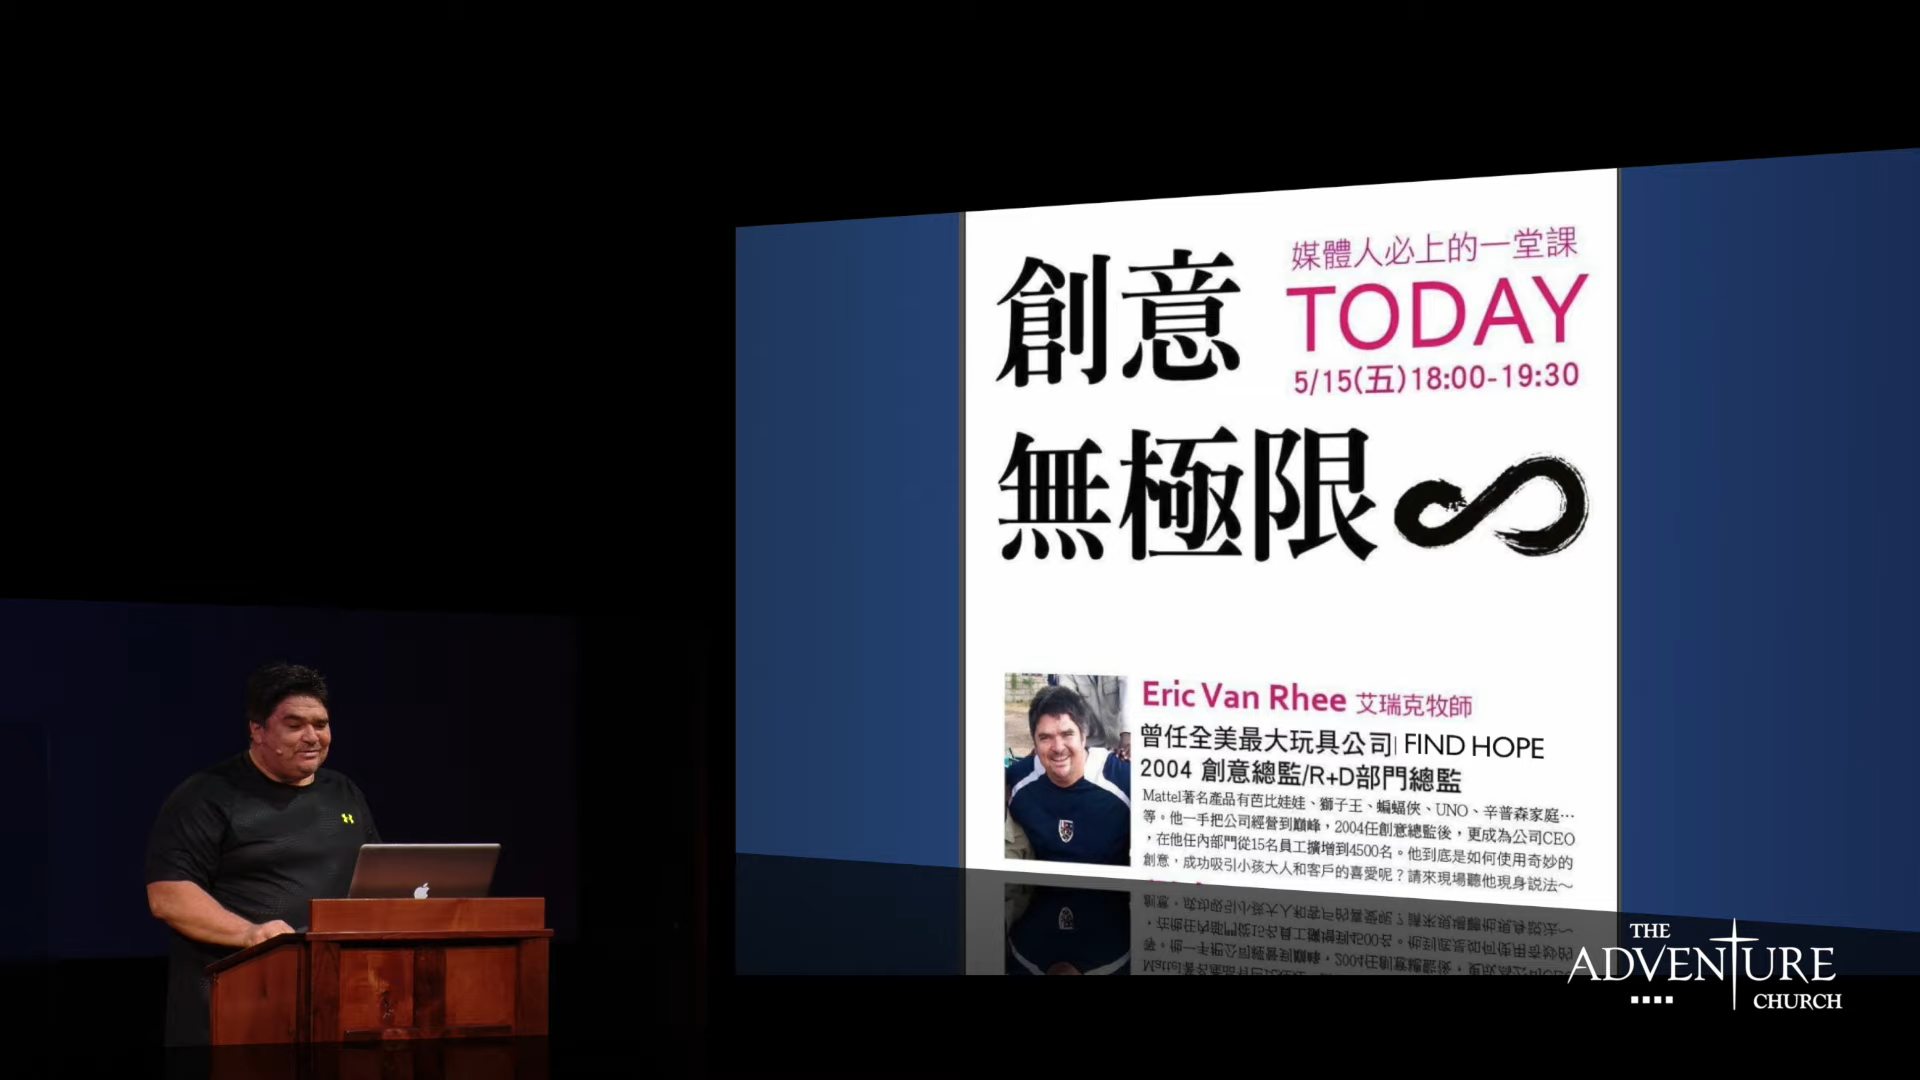 創意
無極限
媒體人必上的一堂課
TODAY
5/15(五)18:00-19:30
Eric Van Rhee 艾瑞克牧師
曾任全美最大玩具公司| FIND HOPE
2004 創意總監/R+D部門總監
Mattel著名產品有芭比娃娃、獅子王、蝙蝠俠、UNO、辛普森家庭…
等。他一手把公司經營到巔峰，2004任創意總監後，更成為公司CEO
，在他任內部門從15名員工擴增到4500名。他到底是如何使用奇妙的
創意，成功吸引小孩大人和客戶的喜愛呢？請來現場聽他現身説法～
THE
ADVENTURE
CHURCH